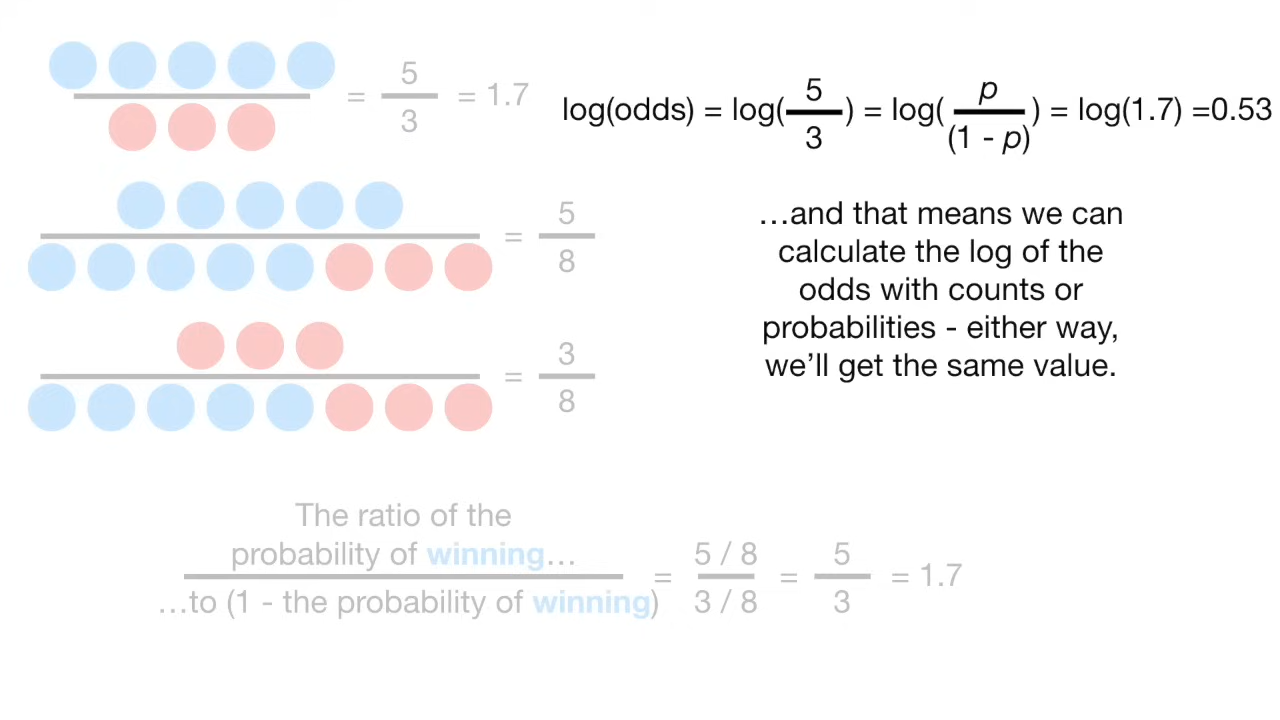 5
3
= = 1.7
log(odds) = log(5/3) = log(p/(1 - p)) = log(1.7) =0.53
= 5/8
…and that means we can
calculate the log of the
odds with counts or
probabilities - either way,
we’ll get the same value.
= 3/8
The ratio of the
probability of winning…
…to (1 - the probability of winning)
= 5 / 8
3 / 8
= 5/3 = 1.7